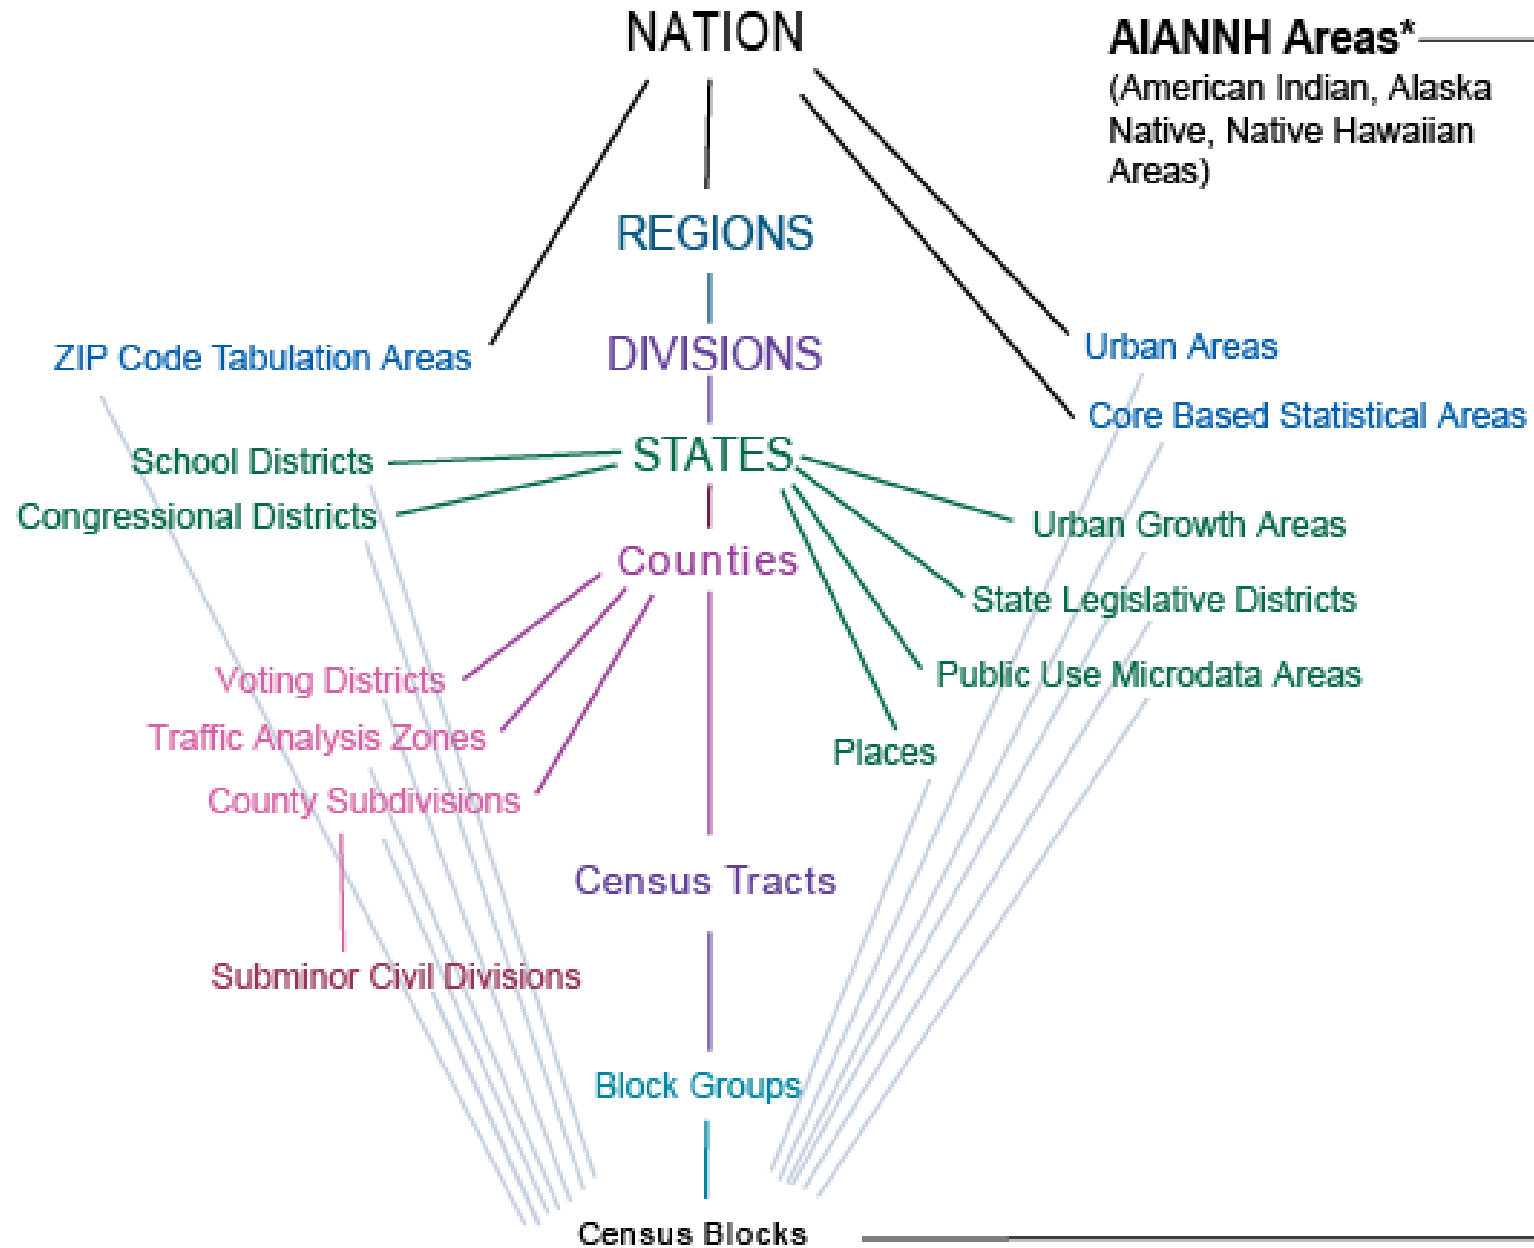 NATION
AIANNH Areas*
(American Indian, Alaska
Native, Native Hawaiian
Areas)
REGIONS
ZIP Code Tabulation Areas
DIVISIONS
Urban Areas
Core Based Statistical Areas
School Districts
STATES
Congressional Districts
Urban Growth Areas
Counties
State Legislative Districts
Voting Districts
Public Use Microdata Areas
Traffic Analysis Zones
Places
County Subdivisions
Census Tracts
Subminor Civil Divisions
Block Groups
Census Blocks